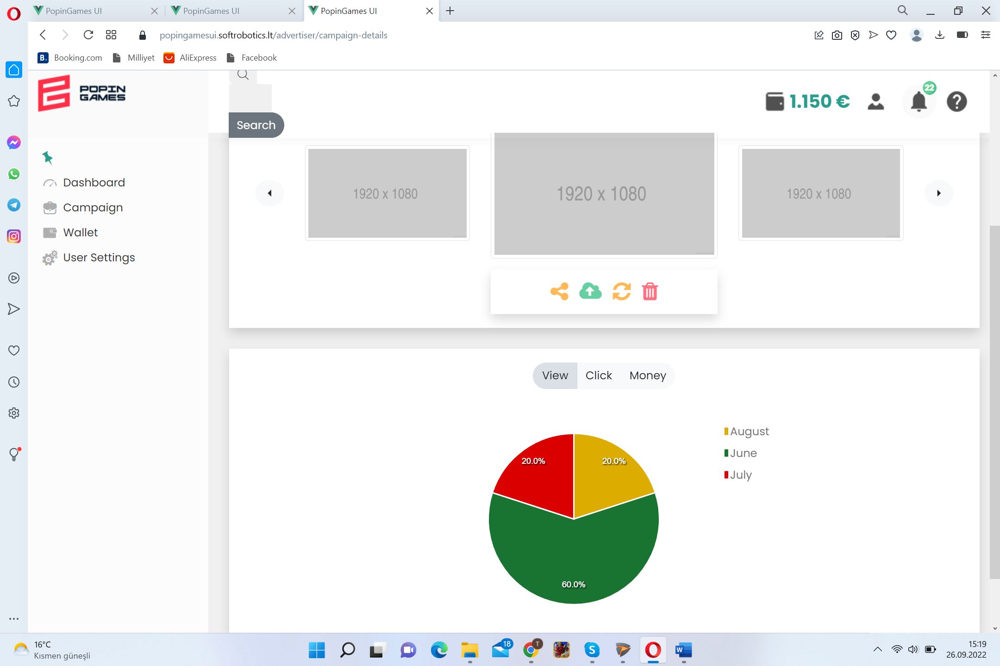 PopinGames UI
PopinGames UI
PopinGames UI
popingamesui.softrobotics.lt/advertiser/campaign-details
Booking.com
Milliyet
AliExpress
Facebook
POPIN
GAMES
Search
1.150 €
22
Dashboard
Campaign
Wallet
User Settings
1920 x 1080
1920 x 1080
1920 x 1080
View
Click
Money
20.0%
20.0%
60.0%
August
June
July
16°C
Kısmen güneşli
18
T
15:19
26.09.2022